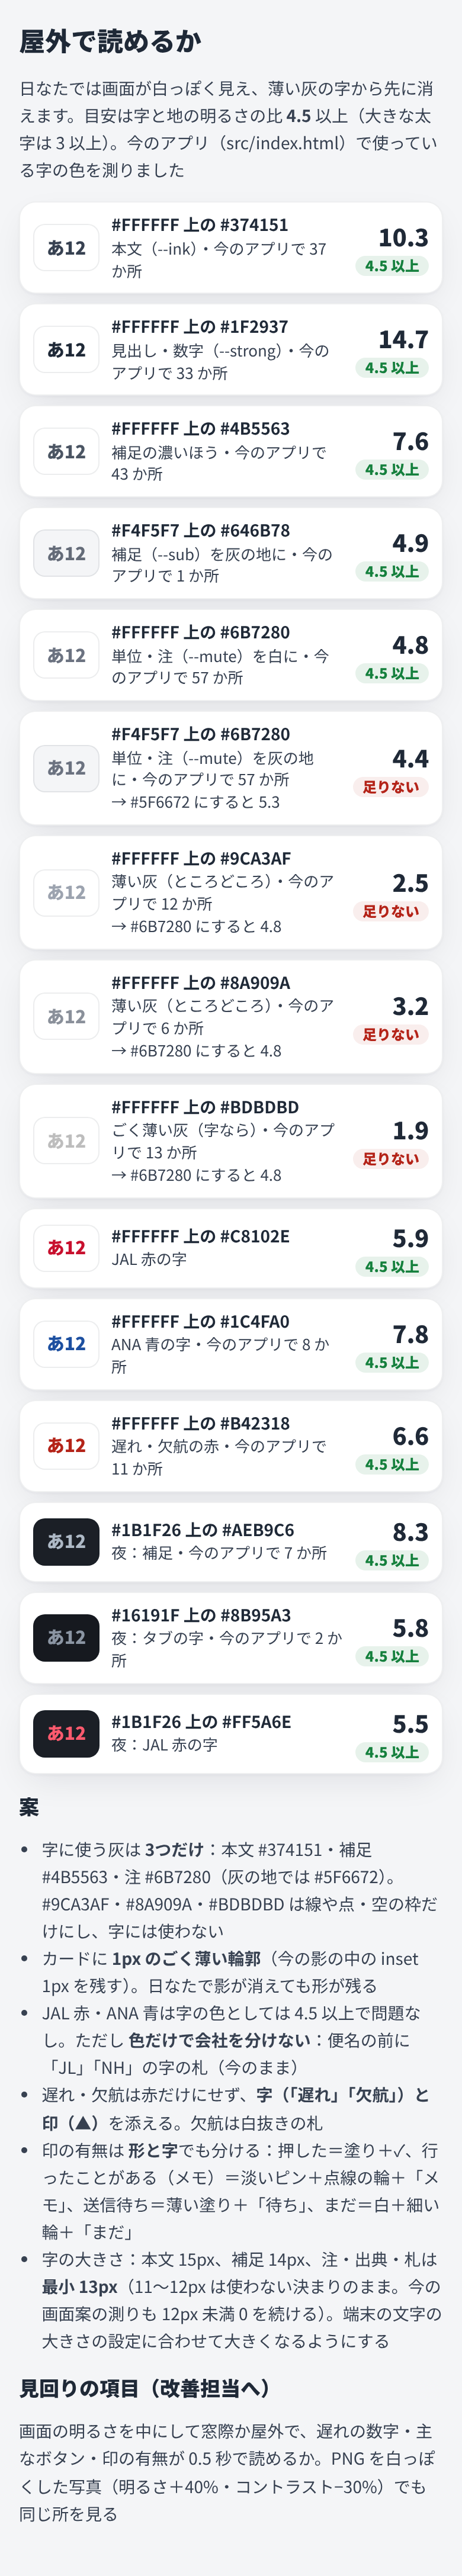 屋外で読めるか
日なたでは画面が白っぽく見え、薄い灰の字から先に消
えます。目安は字と地の明るさの比 4.5 以上（大きな太
字は 3 以上）。今のアプリ（src/index.html）で使ってい
る字の色を測りました
あ12
#FFFFFF 上の #374151
本文（--ink）・今のアプリで 37
か所
10.3
4.5 以上
あ12
#FFFFFF 上の #1F2937
見出し・数字（--strong）・今の
アプリで 33 か所
14.7
4.5 以上
あ12
#FFFFFF 上の #4B5563
補足の濃いほう・今のアプリで
43 か所
7.6
4.5 以上
あ12
#F4F5F7 上の #646B78
補足（--sub）を灰の地に・今の
アプリで 1 か所
4.9
4.5 以上
あ12
#FFFFFF 上の #6B7280
単位・注（--mute）を白に・今
のアプリで 57 か所
4.8
4.5 以上
あ12
#F4F5F7 上の #6B7280
単位・注（--mute）を灰の地
に・今のアプリで 57 か所
→ #5F6672 にすると 5.3
4.4
足りない
あ12
#FFFFFF 上の #9CA3AF
薄い灰（ところどころ）・今のア
プリで 12 か所
→ #6B7280 にすると 4.8
2.5
足りない
あ12
#FFFFFF 上の #8A909A
薄い灰（ところどころ）・今のア
プリで 6 か所
→ #6B7280 にすると 4.8
3.2
足りない
あ12
#FFFFFF 上の #BDBDBD
ごく薄い灰（字なら）・今のアプ
リで 13 か所
→ #6B7280 にすると 4.8
1.9
足りない
あ12
#FFFFFF 上の #C8102E
JAL 赤の字
5.9
4.5 以上
あ12
#FFFFFF 上の #1C4FA0
ANA 青の字・今のアプリで 8 か
所
7.8
4.5 以上
あ12
#FFFFFF 上の #B42318
遅れ・欠航の赤・今のアプリで
11 か所
6.6
4.5 以上
あ12
#1B1F26 上の #AEB9C6
夜：補足・今のアプリで 7 か所
8.3
4.5 以上
あ12
#16191F 上の #8B95A3
夜：タブの字・今のアプリで 2 か
所
5.8
4.5 以上
あ12
#1B1F26 上の #FF5A6E
夜：JAL 赤の字
5.5
4.5 以上
案
• 字に使う灰は 3つだけ：本文 #374151・補足
#4B5563・注 #6B7280（灰の地では #5F6672）。
#9CA3AF・#8A909A・#BDBDBD は線や点・空の枠だ
けにし、字には使わない
• カードに 1px のごく薄い輪郭（今の影の中の inset
1px を残す）。日なたで影が消えても形が残る
• JAL 赤・ANA 青は字の色としては 4.5 以上で問題な
し。ただし 色だけで会社を分けない：便名の前に
「JL」「NH」の字の札（今のまま）
• 遅れ・欠航は赤だけにせず、字（「遅れ」「欠航」）と
印（▲）を添える。欠航は白抜きの札
• 印の有無は 形と字でも分ける：押した＝塗り＋✓、行
ったことがある（メモ）＝淡いピン＋点線の輪＋「メ
モ」、送信待ち＝薄い塗り＋「待ち」、まだ＝白＋細い
輪＋「まだ」
• 字の大きさ：本文 15px、補足 14px、注・出典・札は
最小 13px（11〜12px は使わない決まりのまま。今の
画面案の測りも 12px 未満 0 を続ける）。端末の文字の
大きさの設定に合わせて大きくなるようにする
見回りの項目（改善担当へ）
画面の明るさを中にして窓際か屋外で、遅れの数字・主
なボタン・印の有無が 0.5 秒で読めるか。PNG を白っぽ
くした写真（明るさ＋40%・コントラスト−30%）でも
同じ所を見る